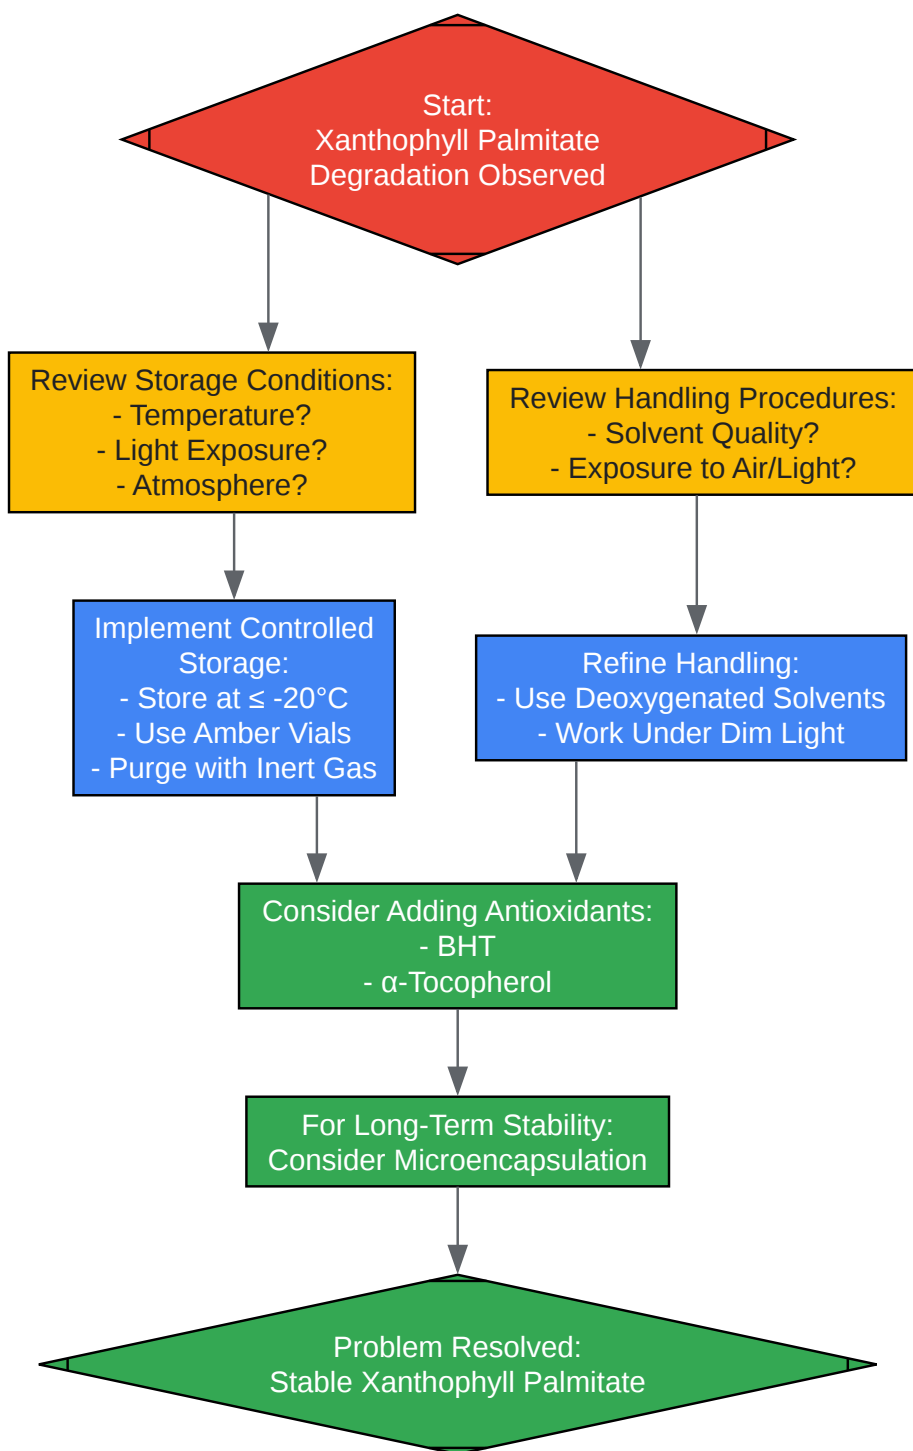 Start:
Xanthophyll Palmitate
Degradation Observed
Review Storage Conditions:
- Temperature?
- Light Exposure?
- Atmosphere?
Review Handling Procedures:
- Solvent Quality?
- Exposure to Air/Light?
Implement Controlled
Storage:
- Store at ≤ -20°C
- Use Amber Vials
- Purge with Inert Gas
Refine Handling:
- Use Deoxygenated Solvents
- Work Under Dim Light
Consider Adding Antioxidants:
- BHT
- α-Tocopherol
For Long-Term Stability:
Consider Microencapsulation
Problem Resolved:
Stable Xanthophyll Palmitate